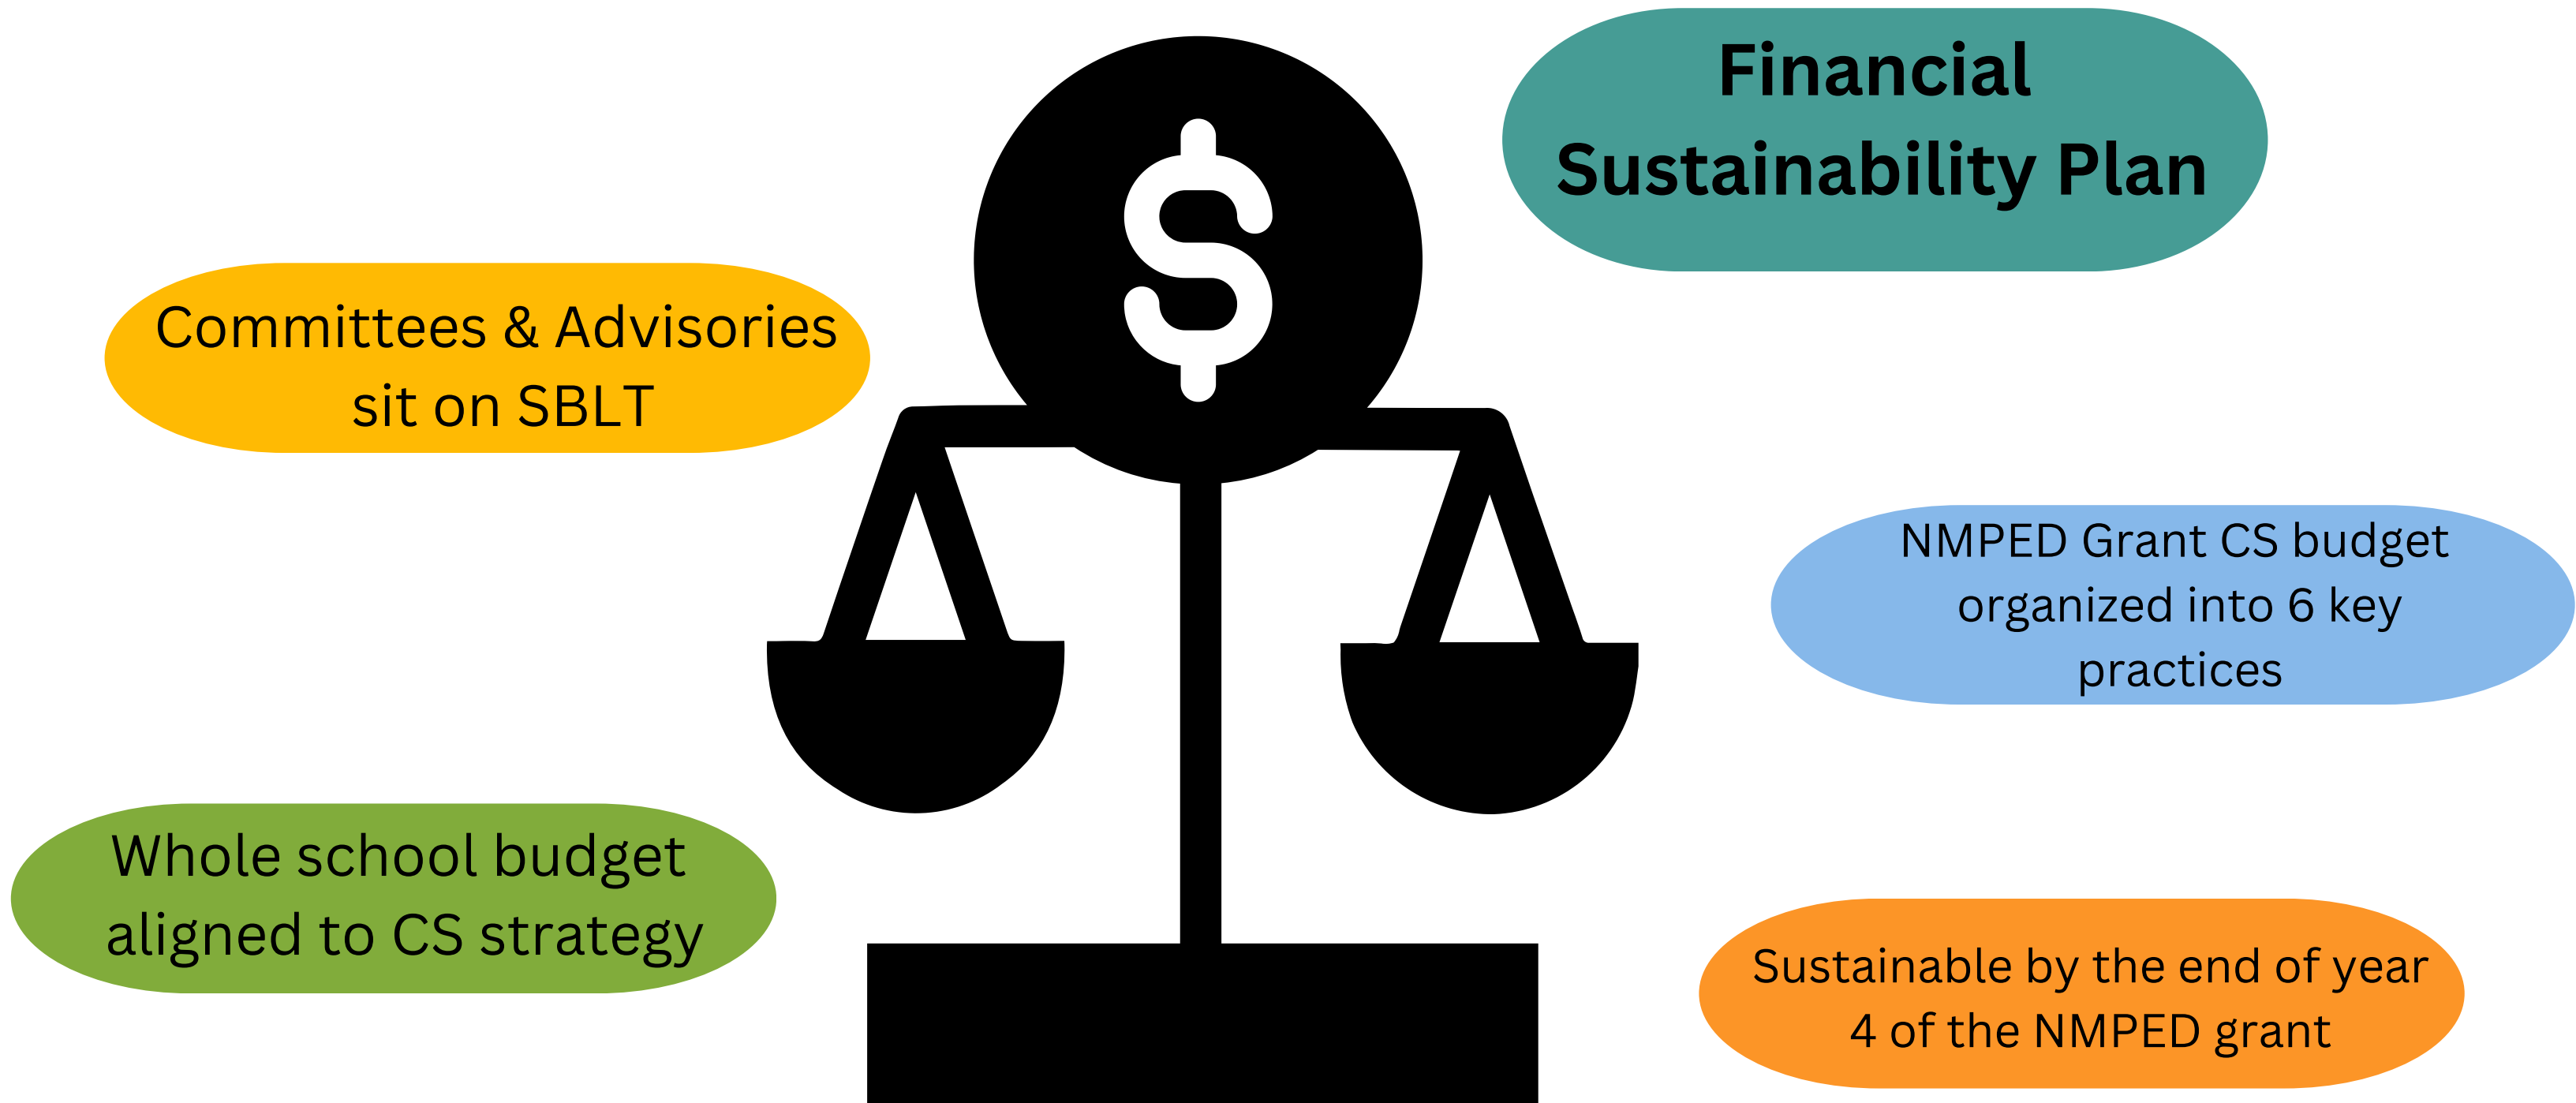 Financial
Sustainability Plan
Committees & Advisories
sit on SBLT
NMPED Grant CS budget
organized into 6 key
practices
Whole school budget
aligned to CS strategy
Sustainable by the end of year
4 of the NMPED grant
$